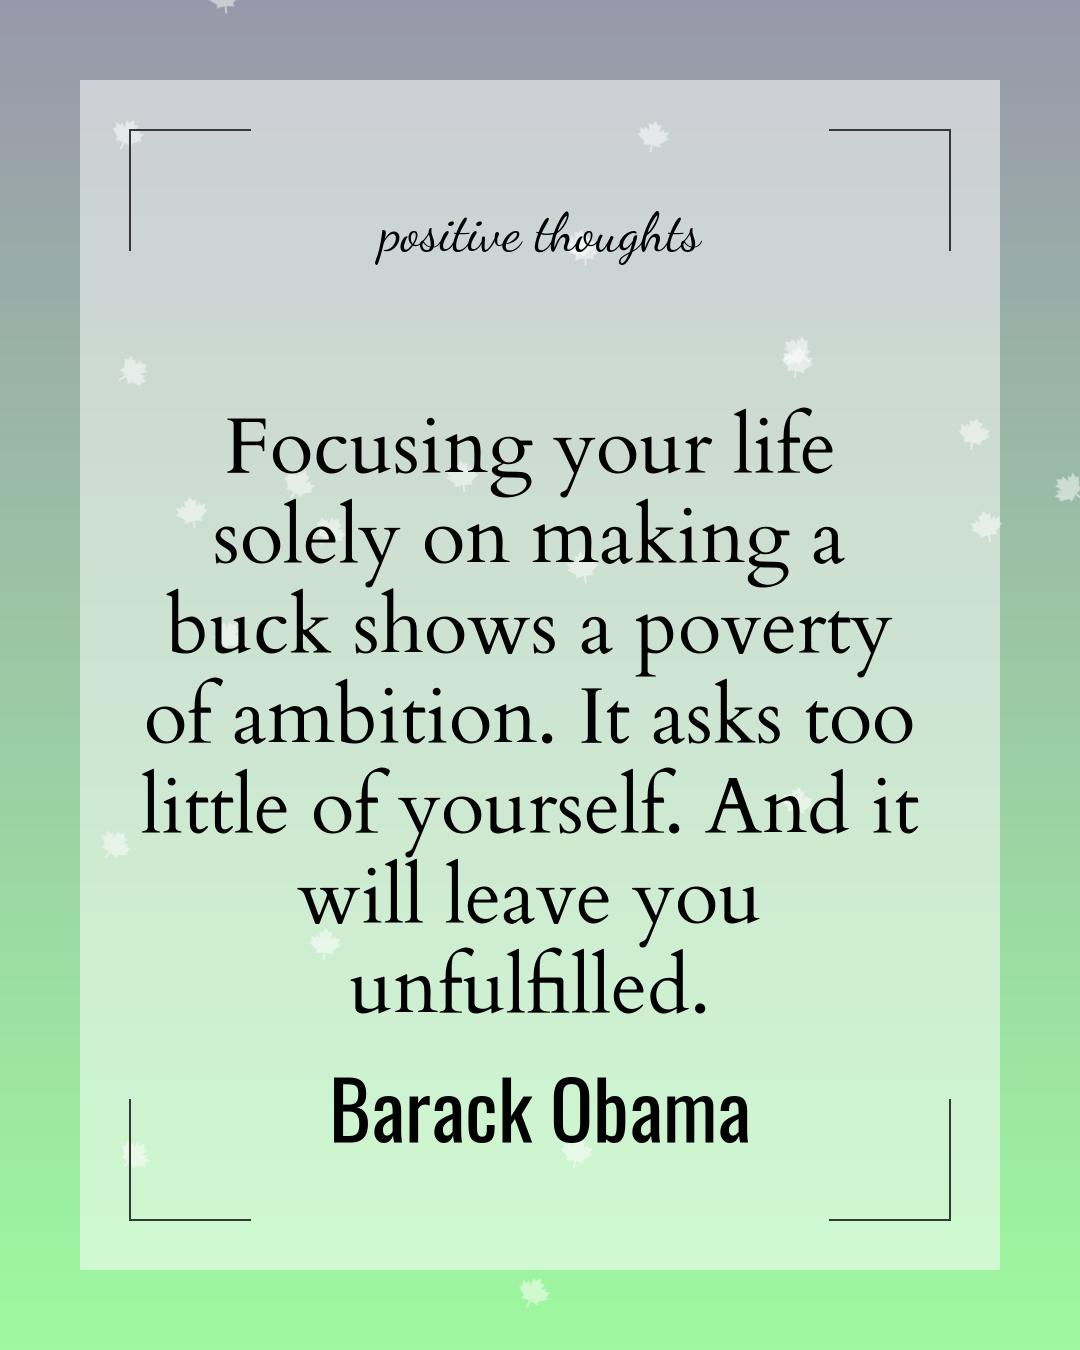 positive thoughts
Focusing your life
solely on making a
buck shows a poverty
of ambition. It asks too
little of yourself. And it
will leave you
unfulfilled.
Barack Obama